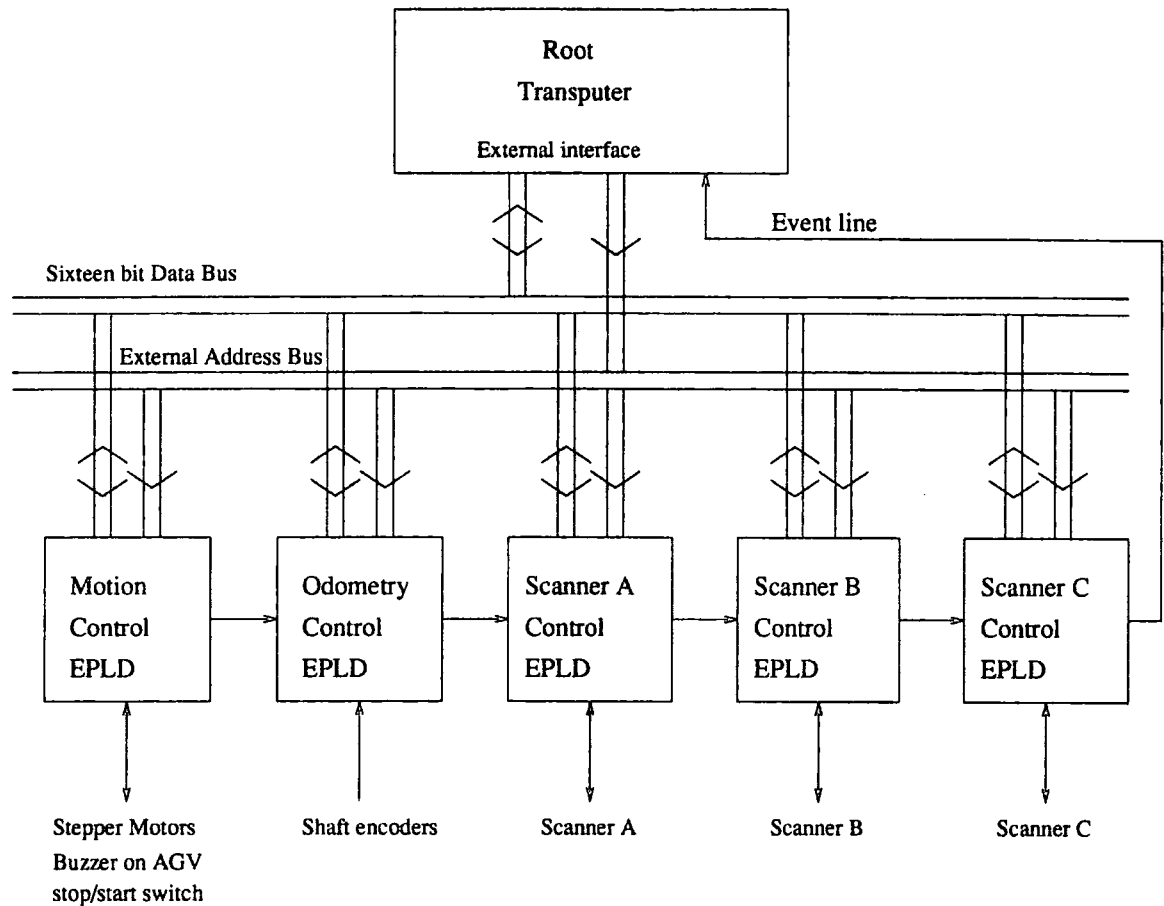 Root
Transputer
External interface
Event line
Sixteen bit Data Bus
External Address Bus
Motion
Control
EPLD
Odometry
Control
EPLD
Scanner A
Control
EPLD
Scanner B
Control
EPLD
Scanner C
Control
EPLD
Stepper Motors
Buzzer on AGV
stop/start switch
Shaft encoders
Scanner A
Scanner B
Scanner C